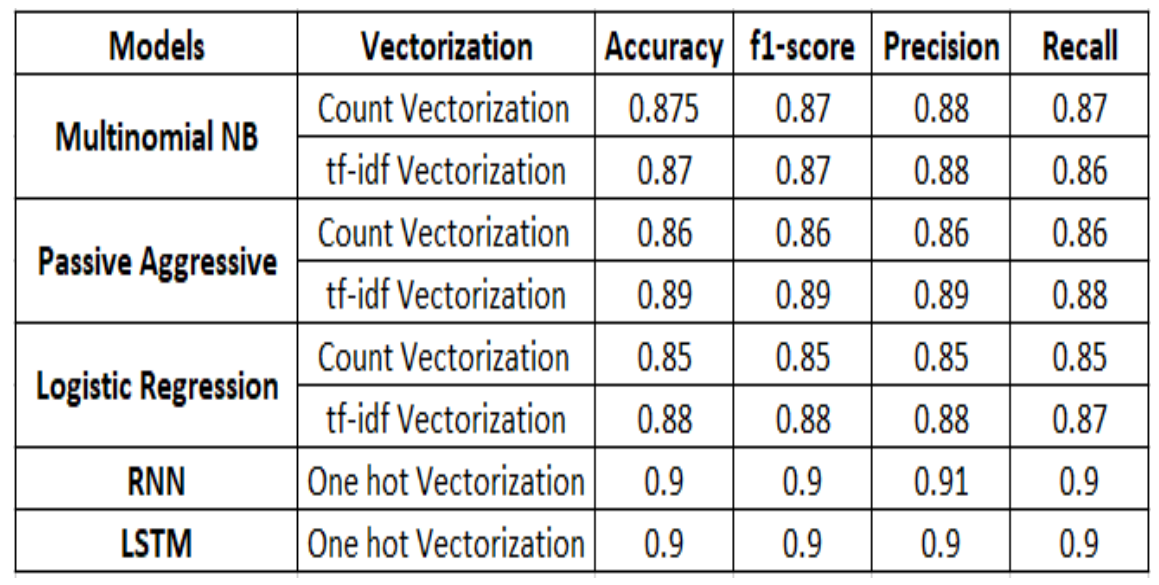 Models Vectorization Accuracy f1-score Precision Recall
Multinomial NB Count Vectorization 0.875 0.87 0.88 0.87
tf-idf Vectorization 0.87 0.87 0.88 0.86
Passive Aggressive Count Vectorization 0.86 0.86 0.86 0.86
tf-idf Vectorization 0.89 0.89 0.89 0.88
Logistic Regression Count Vectorization 0.85 0.85 0.85 0.85
tf-idf Vectorization 0.88 0.88 0.88 0.87
RNN One hot Vectorization 0.9 0.9 0.91 0.9
LSTM One hot Vectorization 0.9 0.9 0.9 0.9